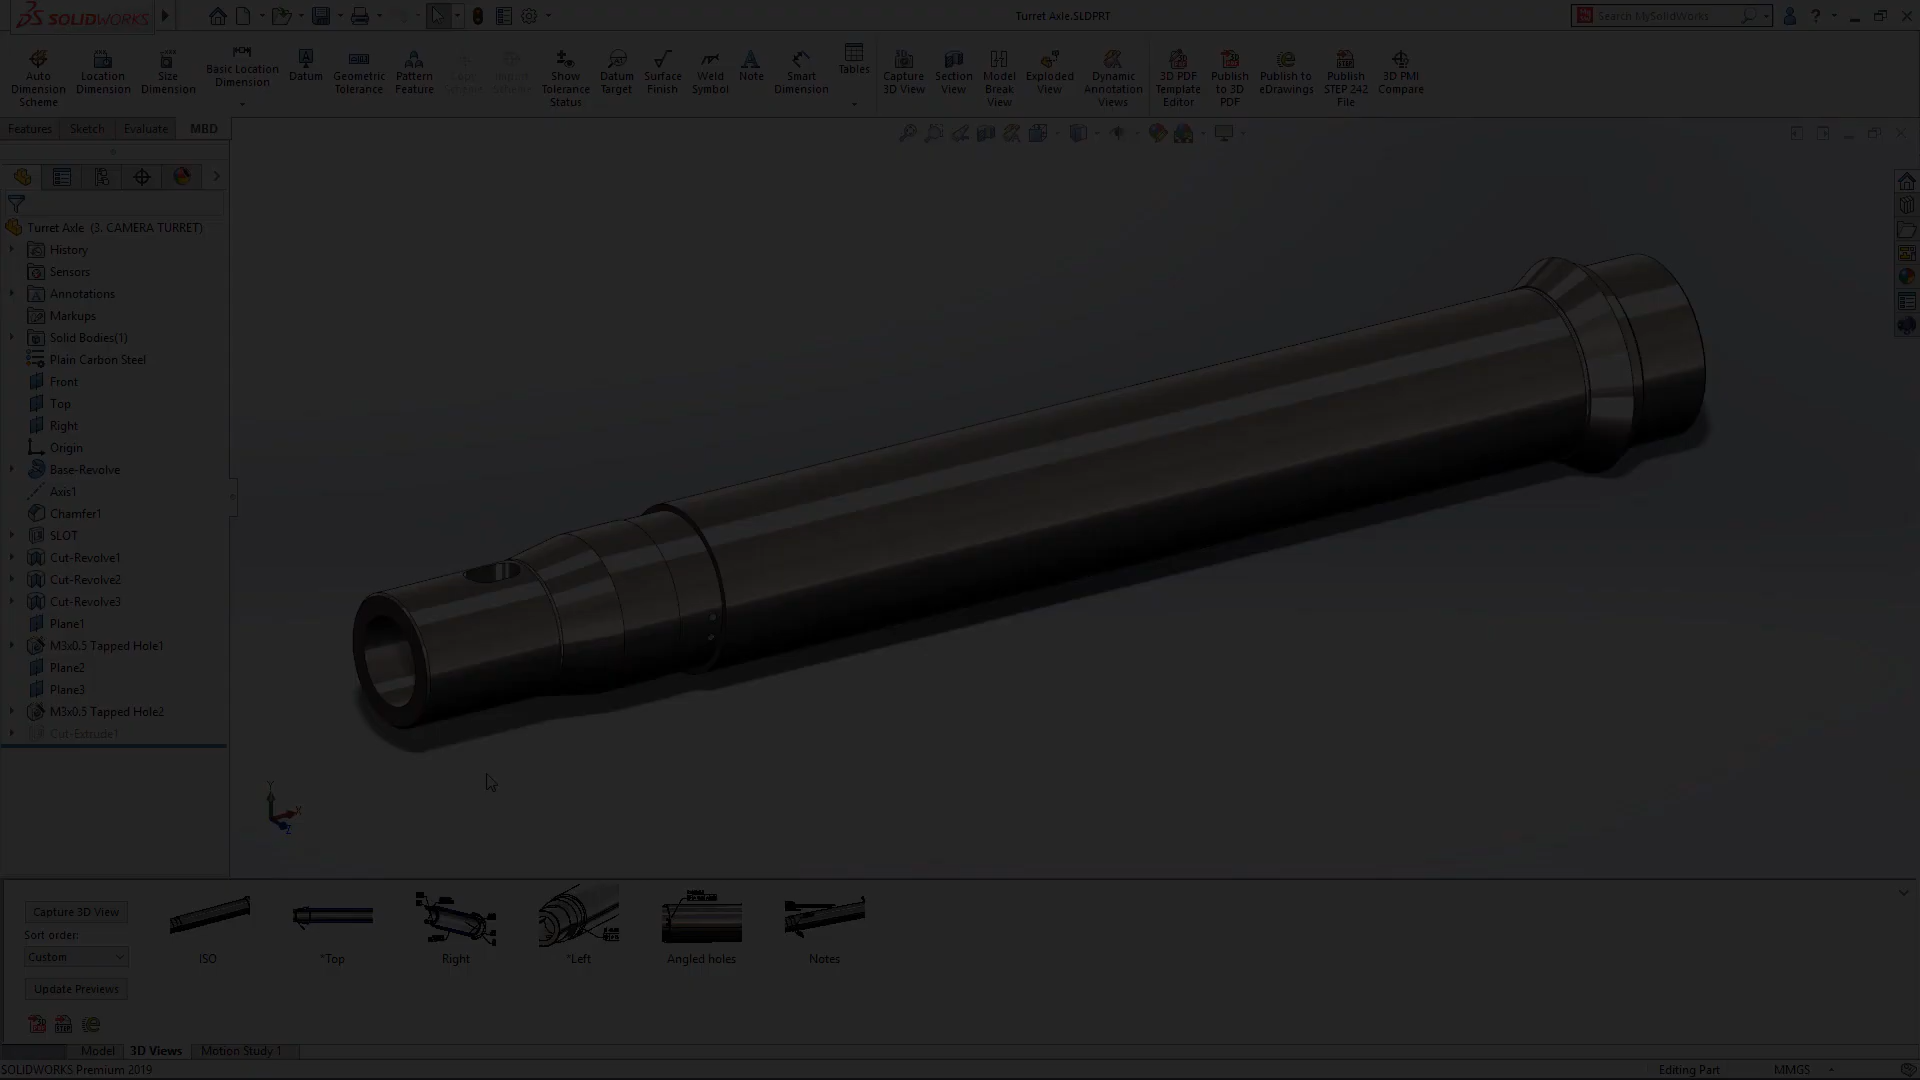 SOLIDWORKS
Turret Axle.SLDPRT
Search MySolidWorks
Auto Dimension Scheme
Location Dimension
Size Dimension
Basic Location Dimension
Datum
Geometric Tolerance
Pattern Feature
Show Tolerance Status
Datum Target
Surface Finish
Weld Symbol
Note
Smart Dimension
Tables
Capture 3D View
Section View
Model Break View
Exploded View
Dynamic Annotation Views
3D PDF Template Editor
Publish to 3D PDF
Publish to eDrawings
Publish STEP 242 File
3D PMI Compare
Features
Sketch
Evaluate
MBD
Turret Axle (3. CAMERA TURRET)
History
Sensors
Annotations
Markups
Solid Bodies(1)
Plain Carbon Steel
Front
Top
Right
Origin
Base-Revolve
Axis1
Chamfer1
SLOT
Cut-Revolve1
Cut-Revolve2
Cut-Revolve3
Plane1
M3x0.5 Tapped Hole1
Plane2
Plane3
M3x0.5 Tapped Hole2
Cut-Extrude1
Y
X
Z
Capture 3D View
Sort order:
Custom
Update Previews
ISO
*Top
Right
*Left
Angled holes
Notes
Model
3D Views
Motion Study 1
SOLIDWORKS Premium 2019
Editing Part
MMGS